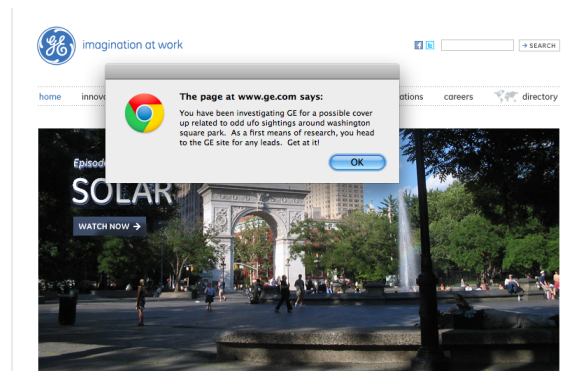 GE
imagination at work
f t
→ SEARCH
home
directory
careers
The page at www.ge.com says:
You have been investigating GE for a possible cover
up related to odd ufo sightings around washington
square park. As a first means of research, you head
to the GE site for any leads. Get at it!
OK
SOLAR
WATCH NOW →